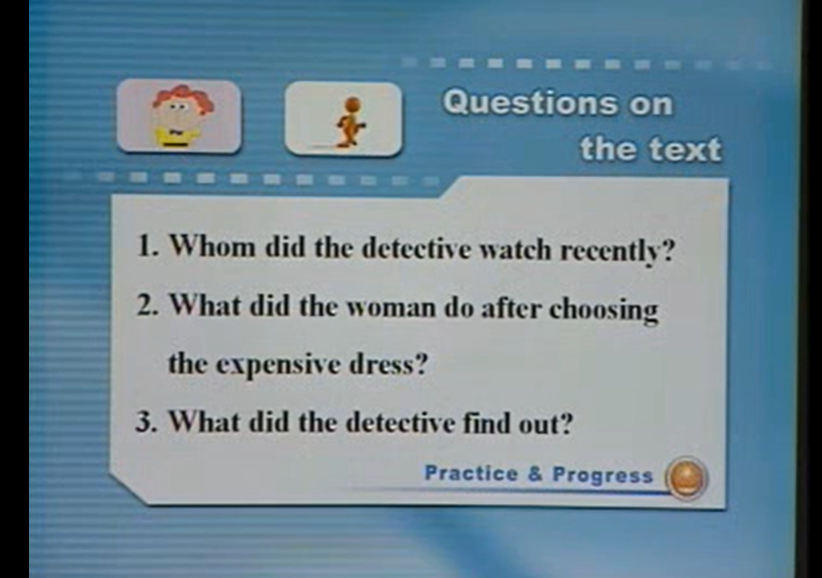 Questions on
the text
1. Whom did the detective watch recently?
2. What did the woman do after choosing
the expensive dress?
3. What did the detective find out?
Practice & Progress